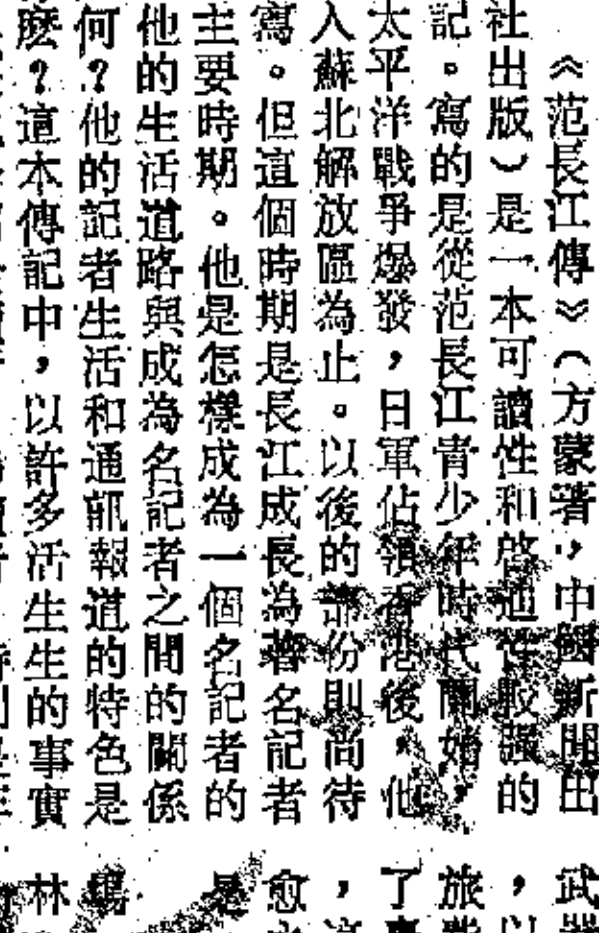 《范長江傳》（方蒙著，中國新聞出
社出版）是一本可讀性和啓迪性較強的
記。寫的是從范長江青少年時代開始，
太平洋戰爭爆發，日軍佔領香港後，他
入蘇北解放區為止。以後的部份則尚待
寫。但這個時期是長江成長為著名記者
主要時期。他是怎樣成為一個名記者的
他的生活道路與成為名記者之間的關係
何？他的記者生活和通訊報道的特色是
麽？這本傳記中，以許多活生生的事實
武
，以
旅
了
，
愈
是
林